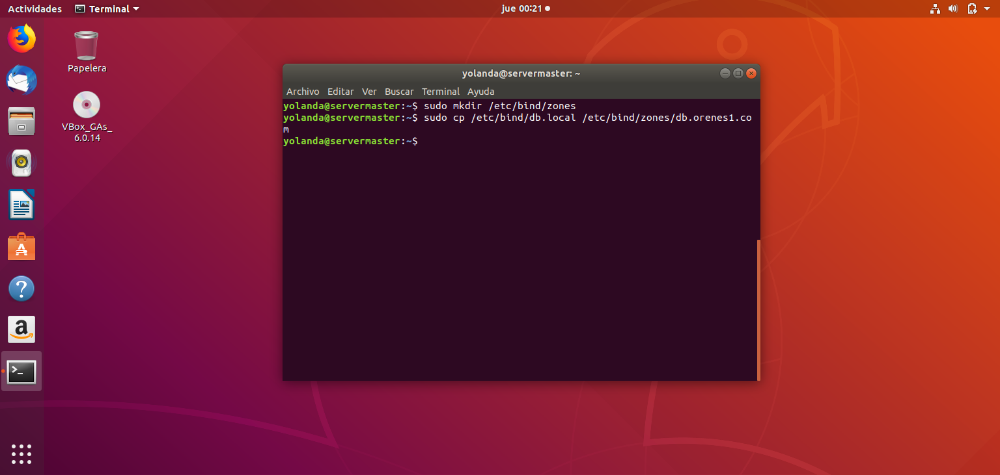 Actividades Terminal jue 00:21
Papelera
VBox_GAs_
6.0.14
yolanda@servermaster: ~
Archivo Editar Ver Buscar Terminal Ayuda
yolanda@servermaster:~$ sudo mkdir /etc/bind/zones
yolanda@servermaster:~$ sudo cp /etc/bind/db.local /etc/bind/zones/db.orenes1.co
m
yolanda@servermaster:~$